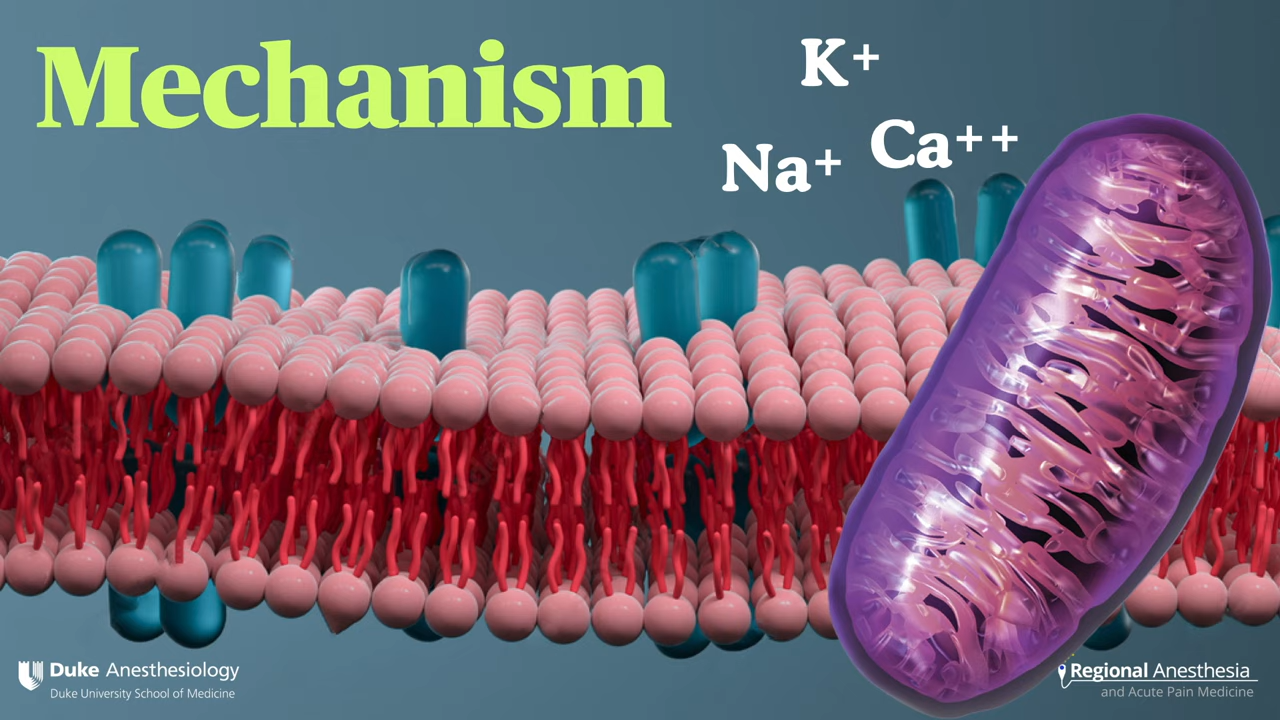 Mechanism
K+
Na+
Ca++
Duke Anesthesiology
Duke University School of Medicine
Regional Anesthesia
and Acute Pain Medicine